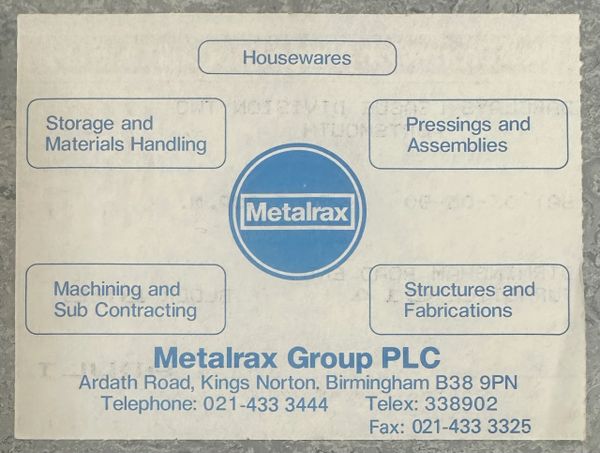 Housewares
Storage and
Materials Handling
Pressings and
Assemblies
Metalrax
Machining and
Sub Contracting
Structures and
Fabrications
Metalrax Group PLC
Ardath Road, Kings Norton. Birmingham B38 9PN
Telephone: 021-433 3444 Telex: 338902
Fax: 021-433 3325